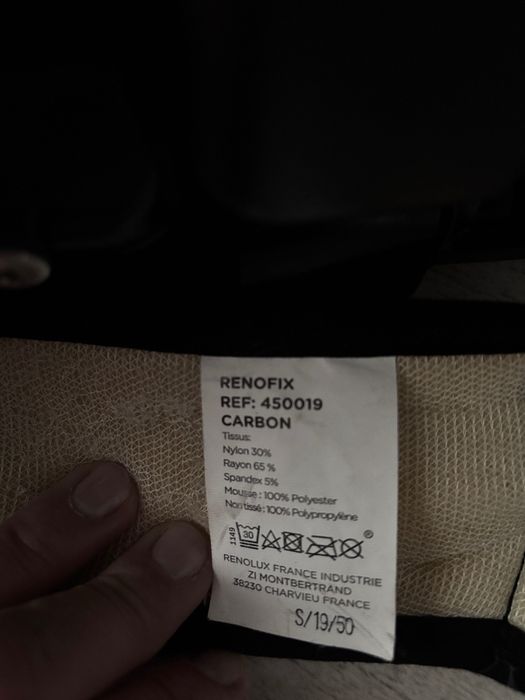 RENOFIX
REF: 450019
CARBON
Tissus:
Nylon 30%
Rayon 65 %
Spandex 5%
Mousse : 100% Polyester
Non tissé : 100% Polypropylène
1149 30 ®
RENOLUX FRANCE INDUSTRIE
ZI MONTBERTRAND
38230 CHARVIEU FRANCE
S/19/50